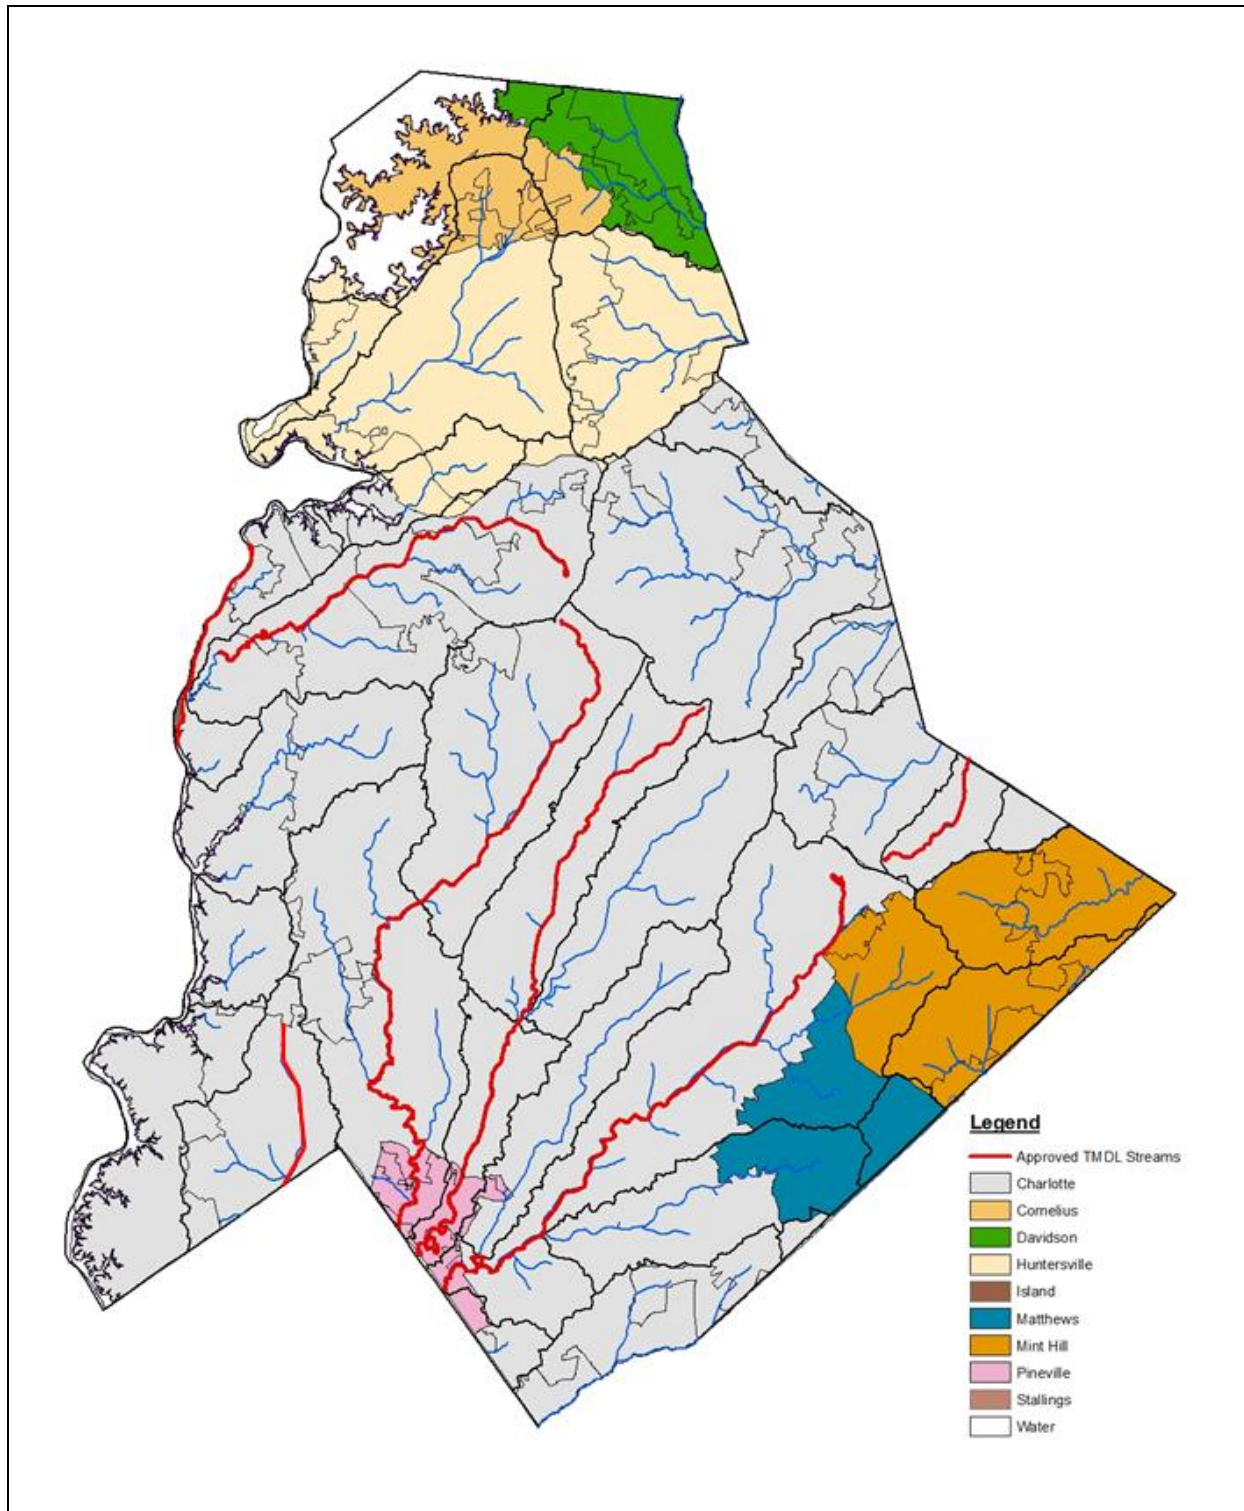 Legend
Approved TMDL Streams
Charlotte
Cornelius
Davidson
Huntersville
Island
Matthews
Mint Hill
Pineville
Stallings
Water